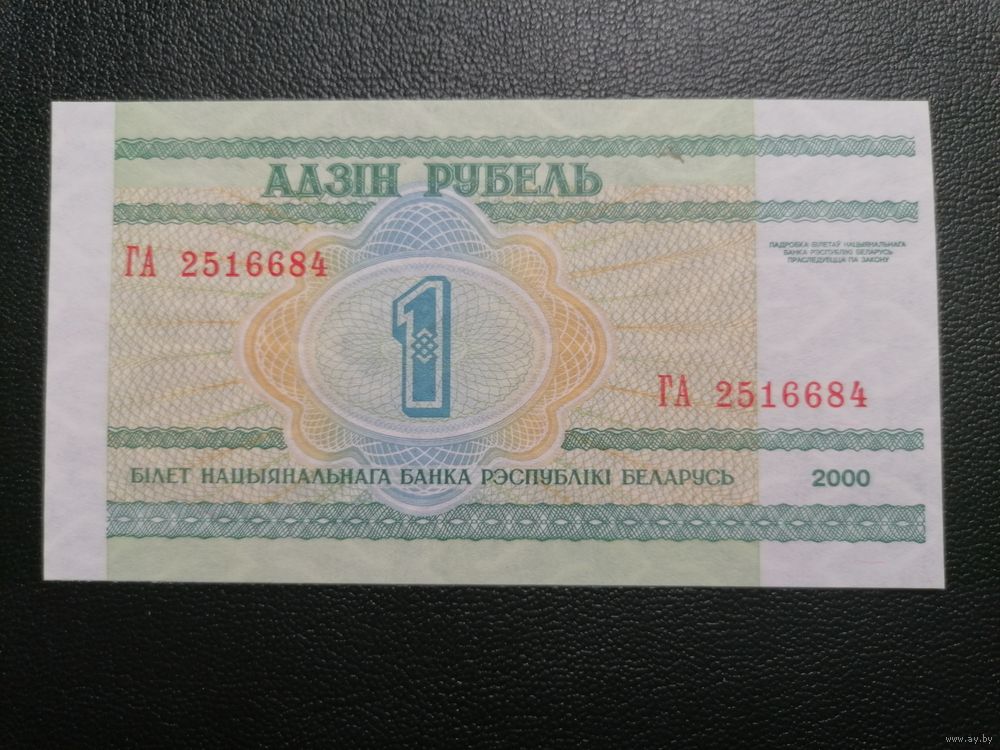 АДЗІН РУБЕЛЬ
ГА 2516684
ПАДРОБКА БІЛЕТАЎ НАЦЫЯНАЛЬНАГА
БАНКА РЭСПУБЛІКІ БЕЛАРУСЬ
ПРАСЛЕДУЕЦЦА ПА ЗАКОНУ
1
ГА 2516684
БІЛЕТ НАЦЫЯНАЛЬНАГА БАНКА РЭСПУБЛІКІ БЕЛАРУСЬ 2000
www.ay.by